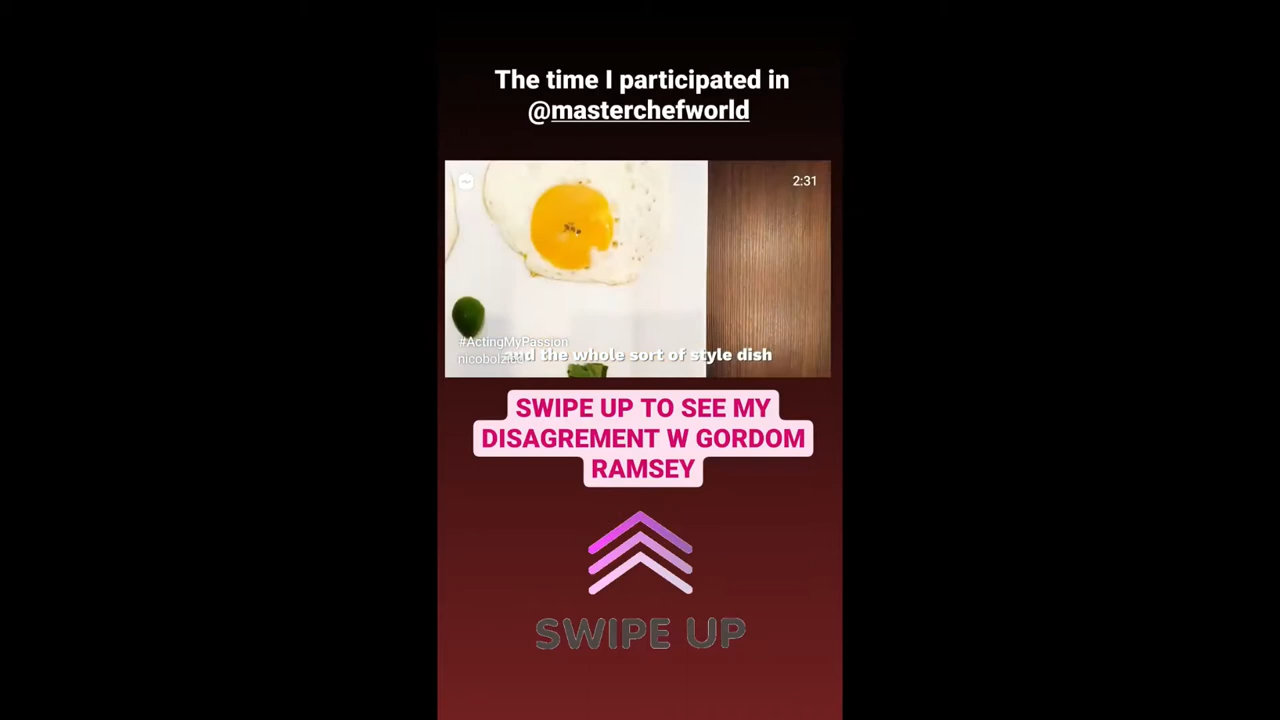 The time I participated in
@masterchefworld
2:31
#ActingMyPassion
and the whole sort of style dish
SWIPE UP TO SEE MY
DISAGREMENT W GORDOM
RAMSEY
SWIPE UP